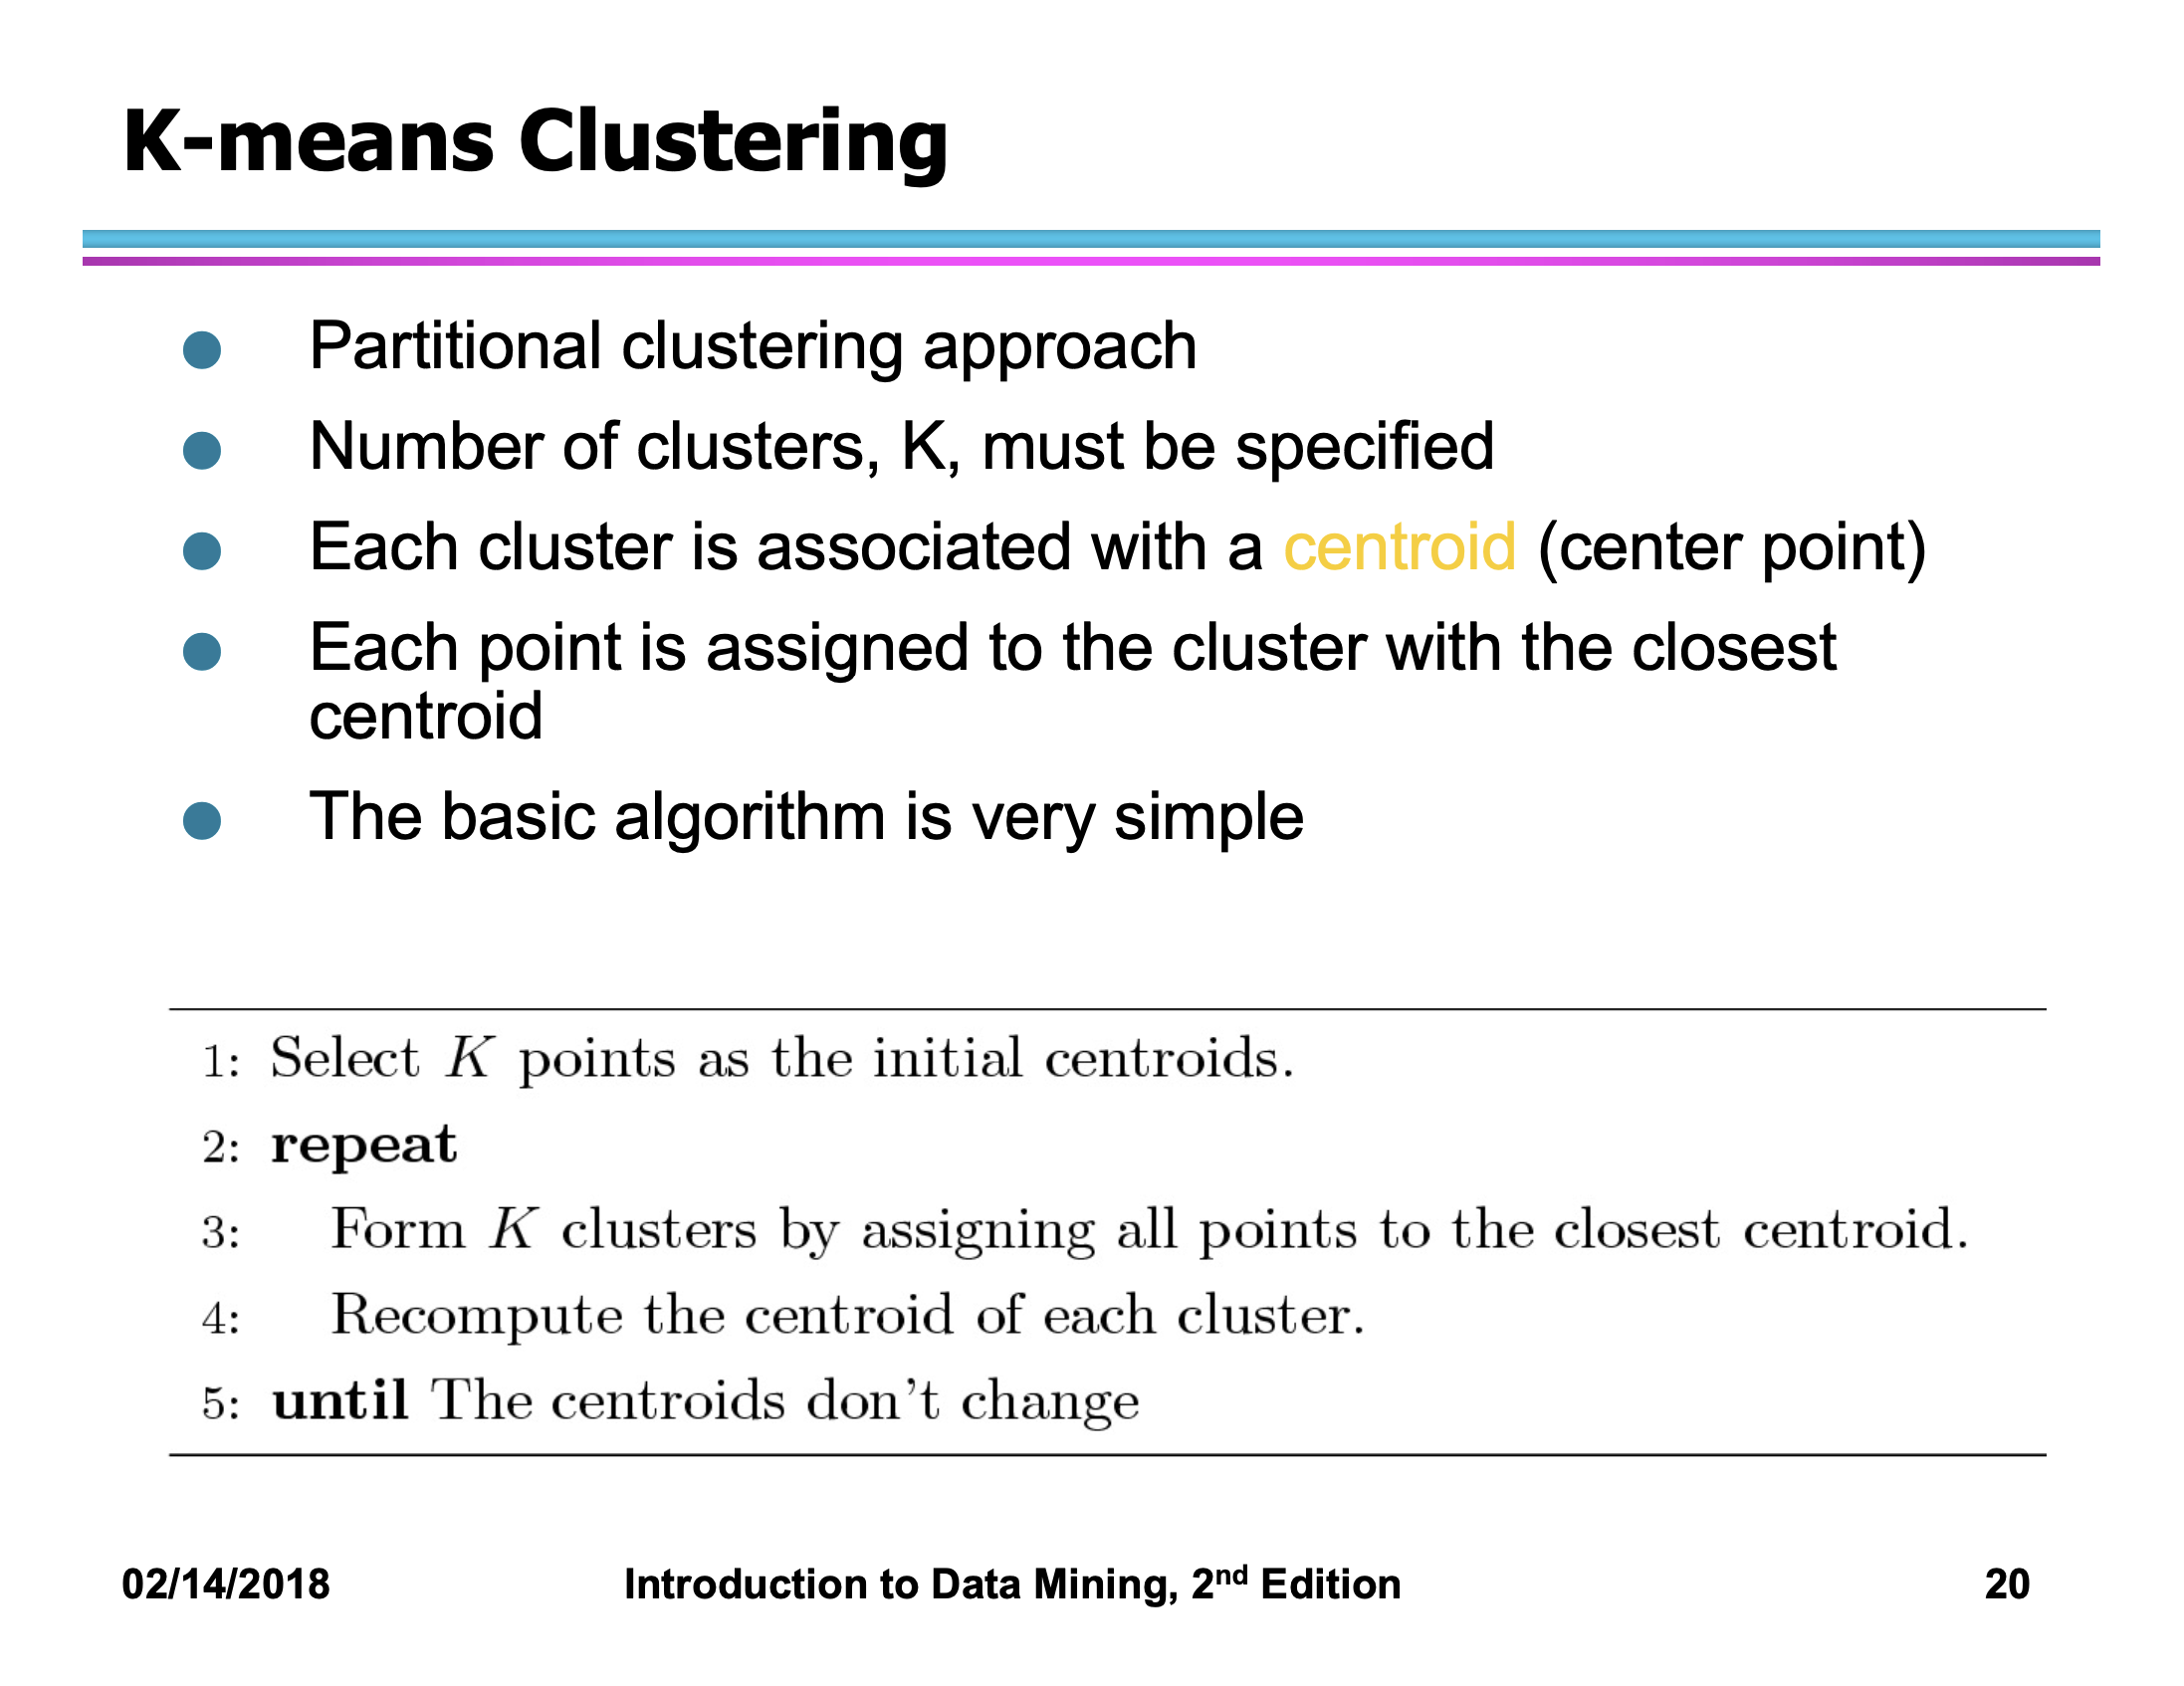 K-means Clustering
Partitional clustering approach
Number of clusters, K, must be specified
Each cluster is associated with a centroid (center point)
Each point is assigned to the cluster with the closest
centroid
The basic algorithm is very simple
1: Select K points as the initial centroids.
2: repeat
3: Form K clusters by assigning all points to the closest centroid.
4: Recompute the centroid of each cluster.
5: until The centroids don't change
02/14/2018 Introduction to Data Mining, 2nd Edition 20